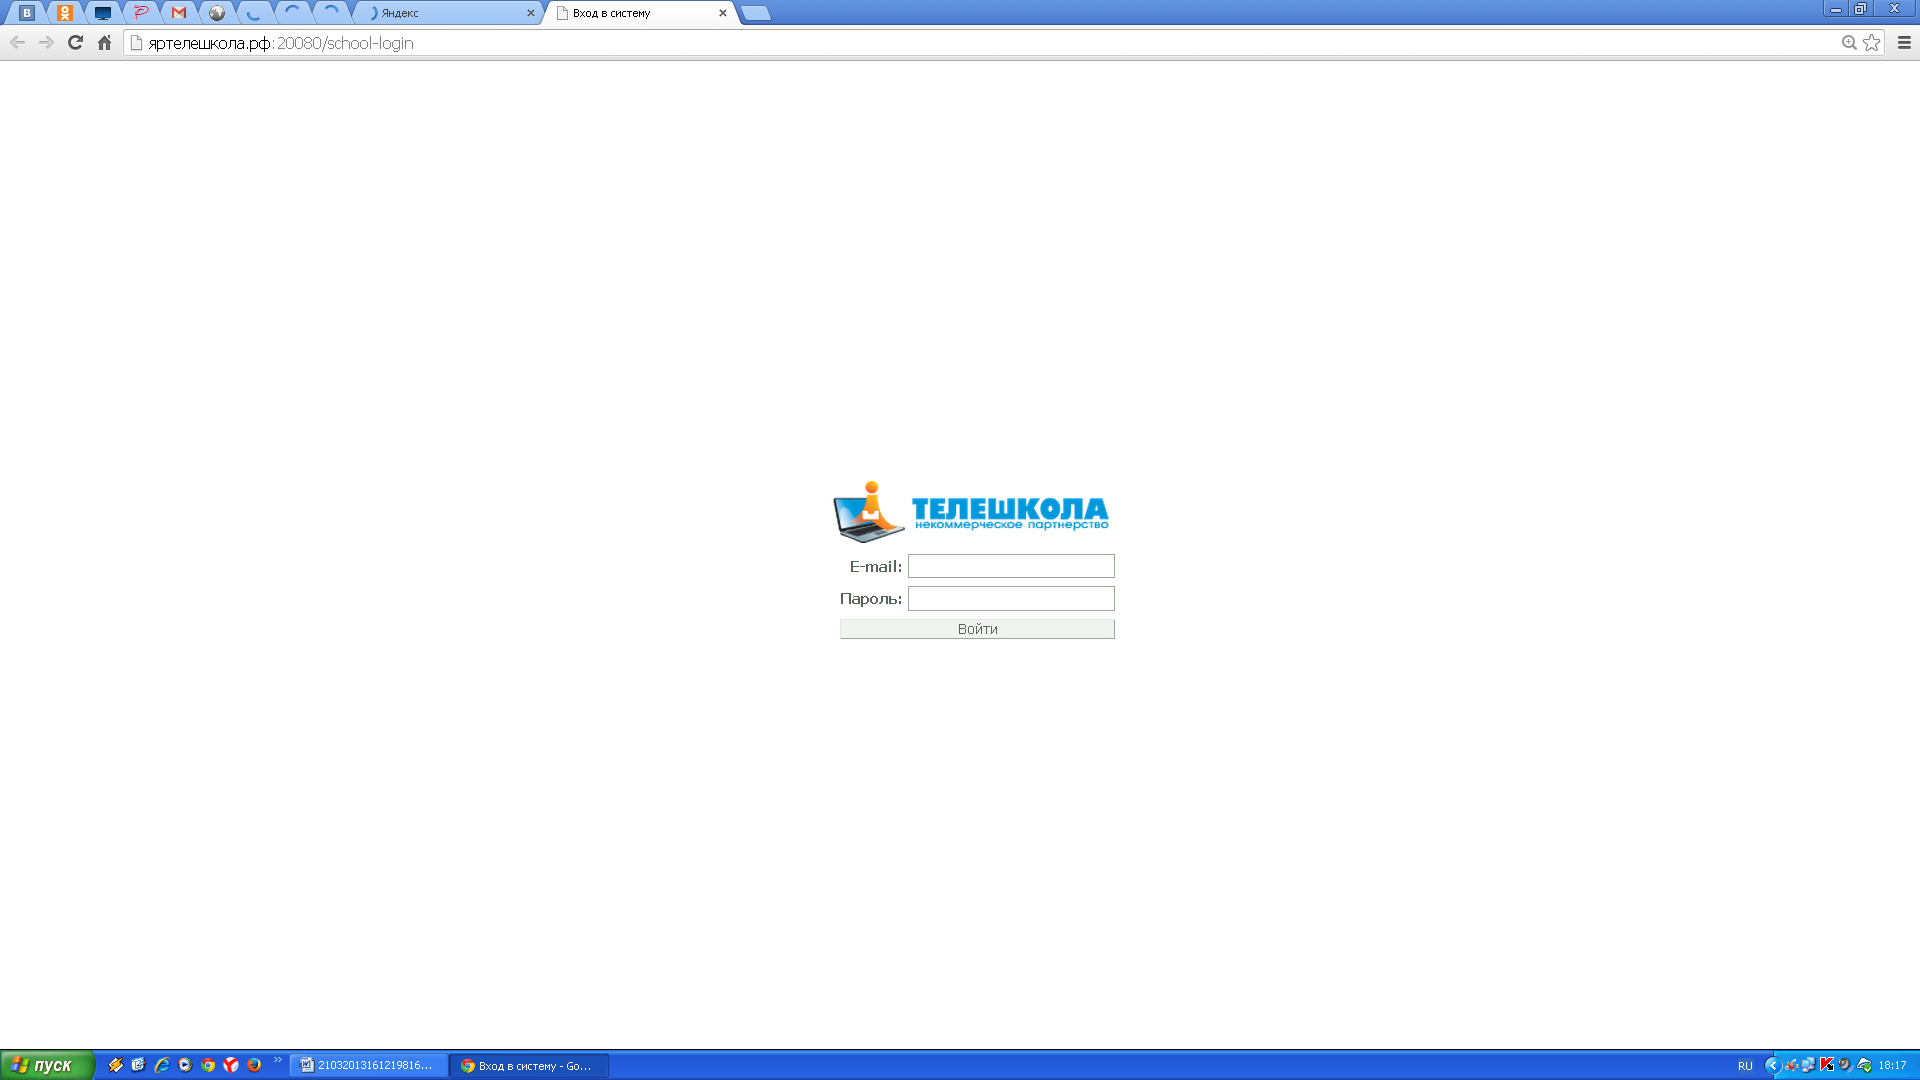 В
Яндекс
Вход в систему
яртелешкола.рф:20080/school-login
ТЕЛЕШКОЛА
некоммерческое партнерство
E-mail:
Пароль:
Войти
пуск
21032013161219816...
Вход в систему - Go...
RU
18:17